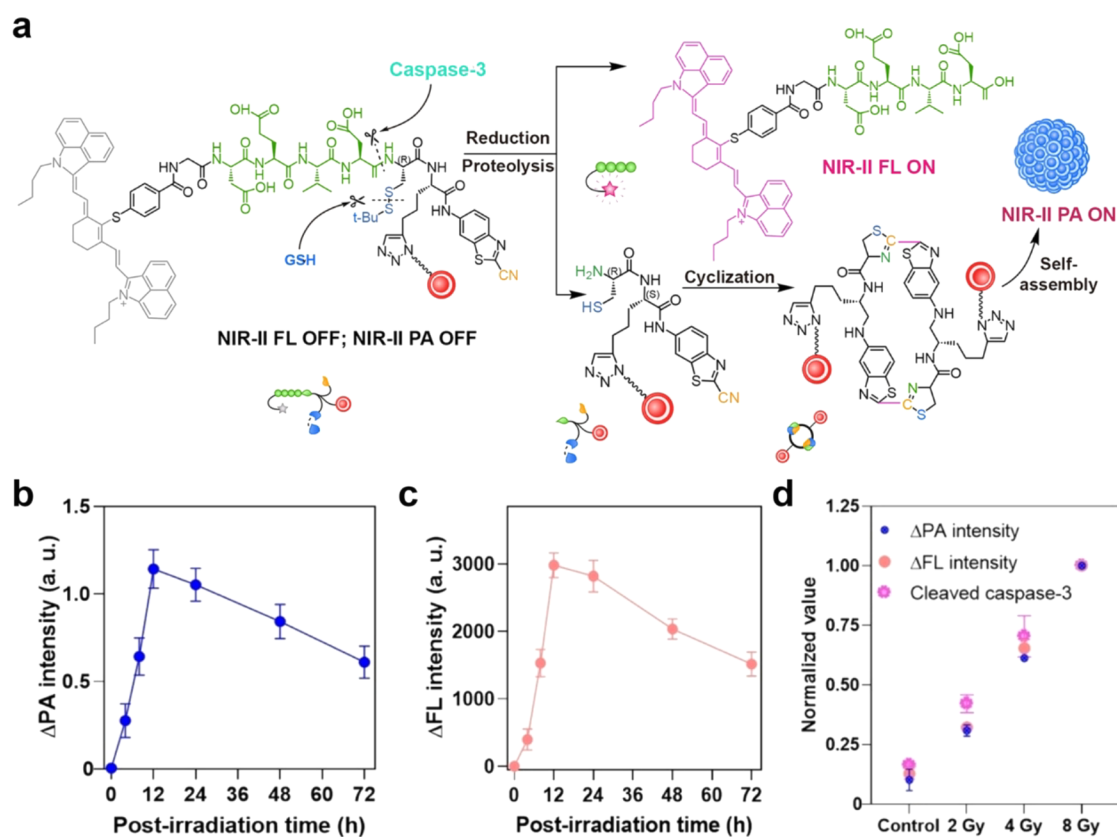 a
Caspase-3
GSH
t-Bu
NIR-II FL OFF; NIR-II PA OFF
Reduction
Proteolysis
NIR-II FL ON
NIR-II PA ON
Cyclization
Self-
assembly
b
ΔPA intensity (a. u.)
1.5
1.0
0.5
0
0 12 24 36 48 60 72
Post-irradiation time (h)
c
ΔFL intensity (a. u.)
3000
2000
1000
0
0 12 24 36 48 60 72
Post-irradiation time (h)
d
Normalized value
1.25
1.00
0.75
0.50
0.25
0
ΔPA intensity
ΔFL intensity
Cleaved caspase-3
Control 2 Gy 4 Gy 8 Gy